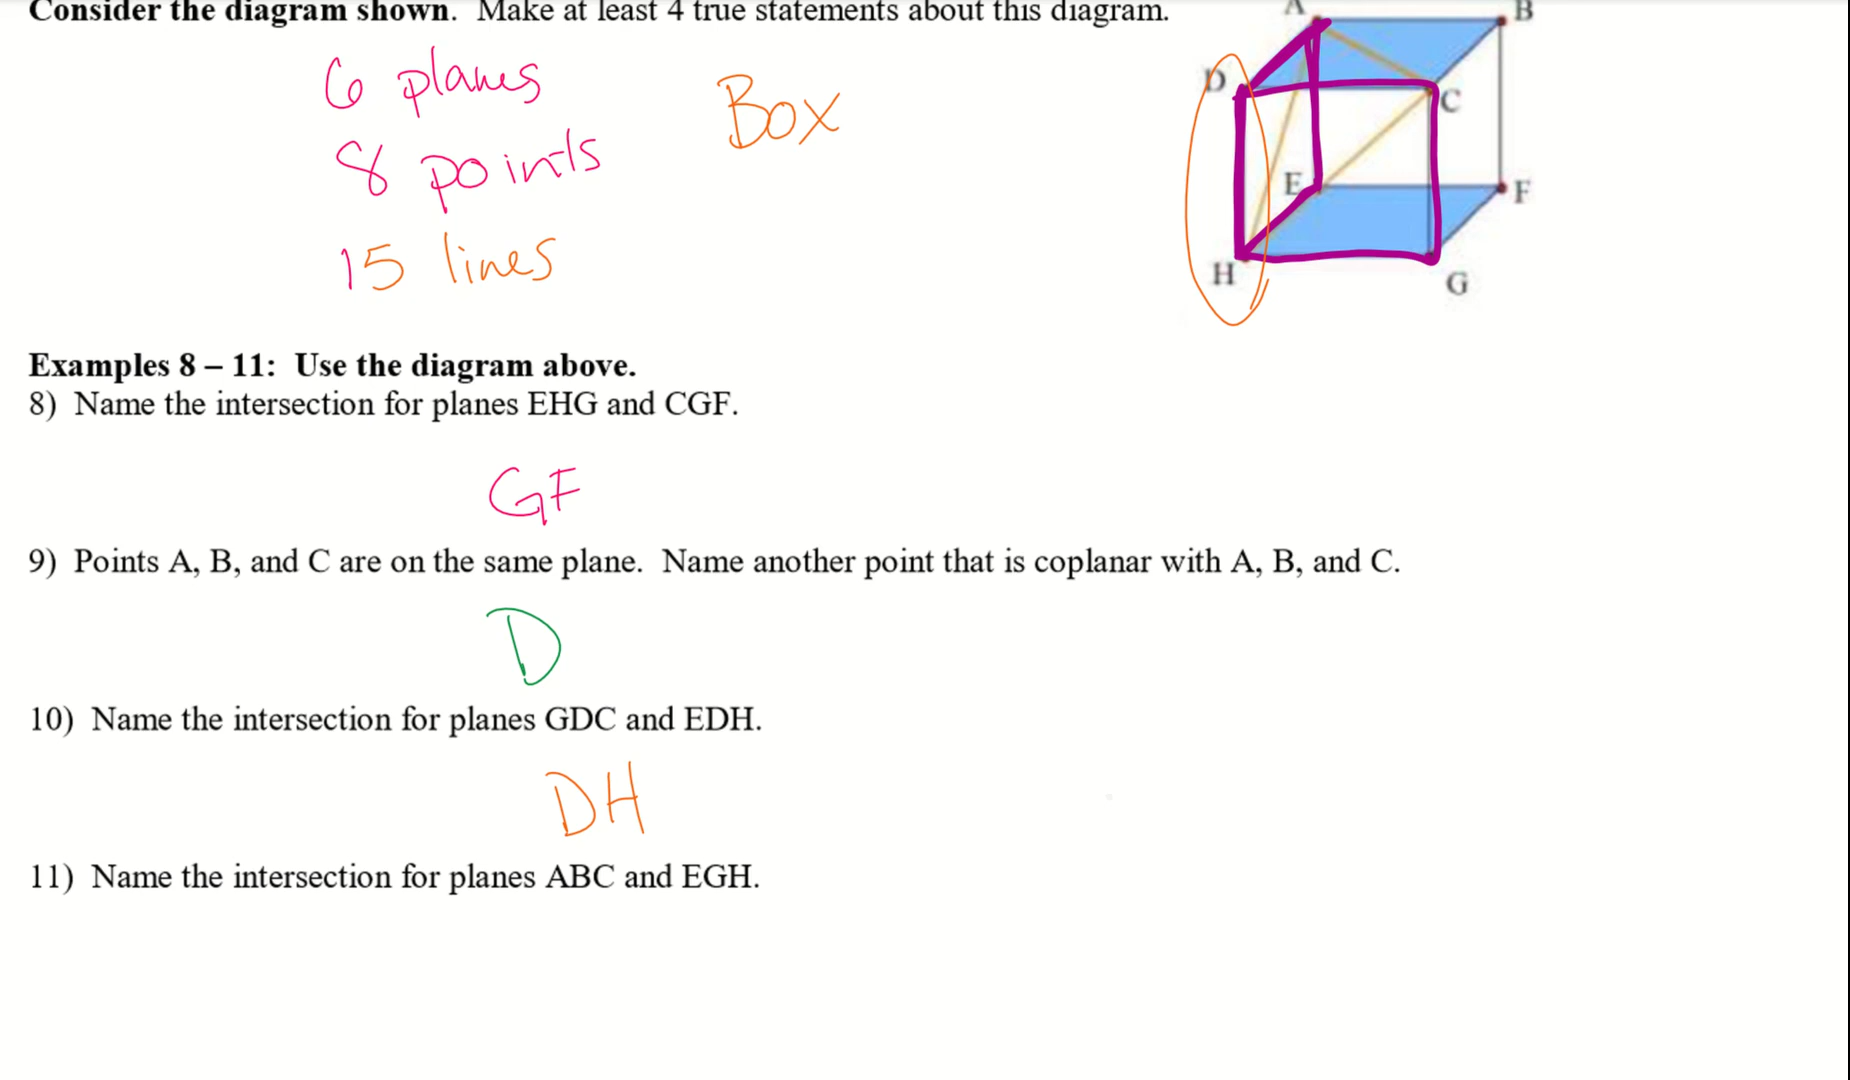 Consider the diagram shown. Make at least 4 true statements about this diagram.
A
B
6 planes
Box
D
C
8 points
E
F
15 lines
H
G
Examples 8 – 11: Use the diagram above.
8) Name the intersection for planes EHG and CGF.
GF
9) Points A, B, and C are on the same plane. Name another point that is coplanar with A, B, and C.
D
10) Name the intersection for planes GDC and EDH.
DH
11) Name the intersection for planes ABC and EGH.